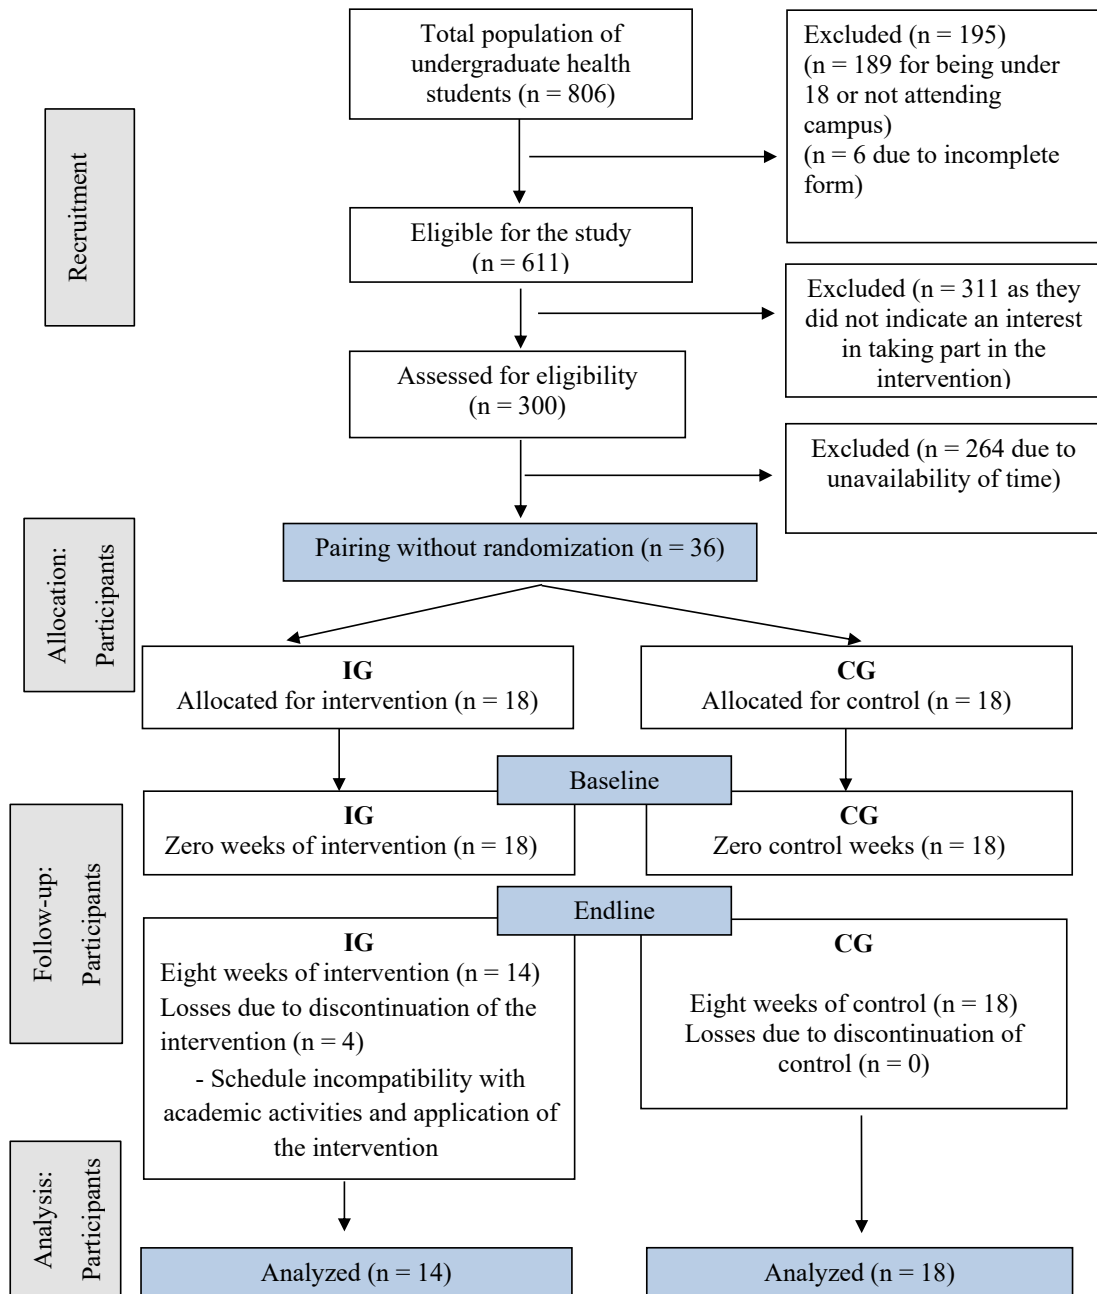 Total population of
undergraduate health
students (n = 806)
Excluded (n = 195)
(n = 189 for being under
18 or not attending
campus)
(n = 6 due to incomplete
form)
Recruitment
Eligible for the study
(n = 611)
Excluded (n = 311 as they
did not indicate an interest
in taking part in the
intervention)
Assessed for eligibility
(n = 300)
Excluded (n = 264 due to
unavailability of time)
Allocation:
Participants
Pairing without randomization (n = 36)
IG
Allocated for intervention (n = 18)
CG
Allocated for control (n = 18)
Baseline
Follow-up:
Participants
IG
Zero weeks of intervention (n = 18)
CG
Zero control weeks (n = 18)
Endline
IG
Eight weeks of intervention (n = 14)
Losses due to discontinuation of the
intervention (n = 4)
- Schedule incompatibility with
academic activities and application of
the intervention
CG
Eight weeks of control (n = 18)
Losses due to discontinuation of
control (n = 0)
Analysis:
Participants
Analyzed (n = 14)
Analyzed (n = 18)